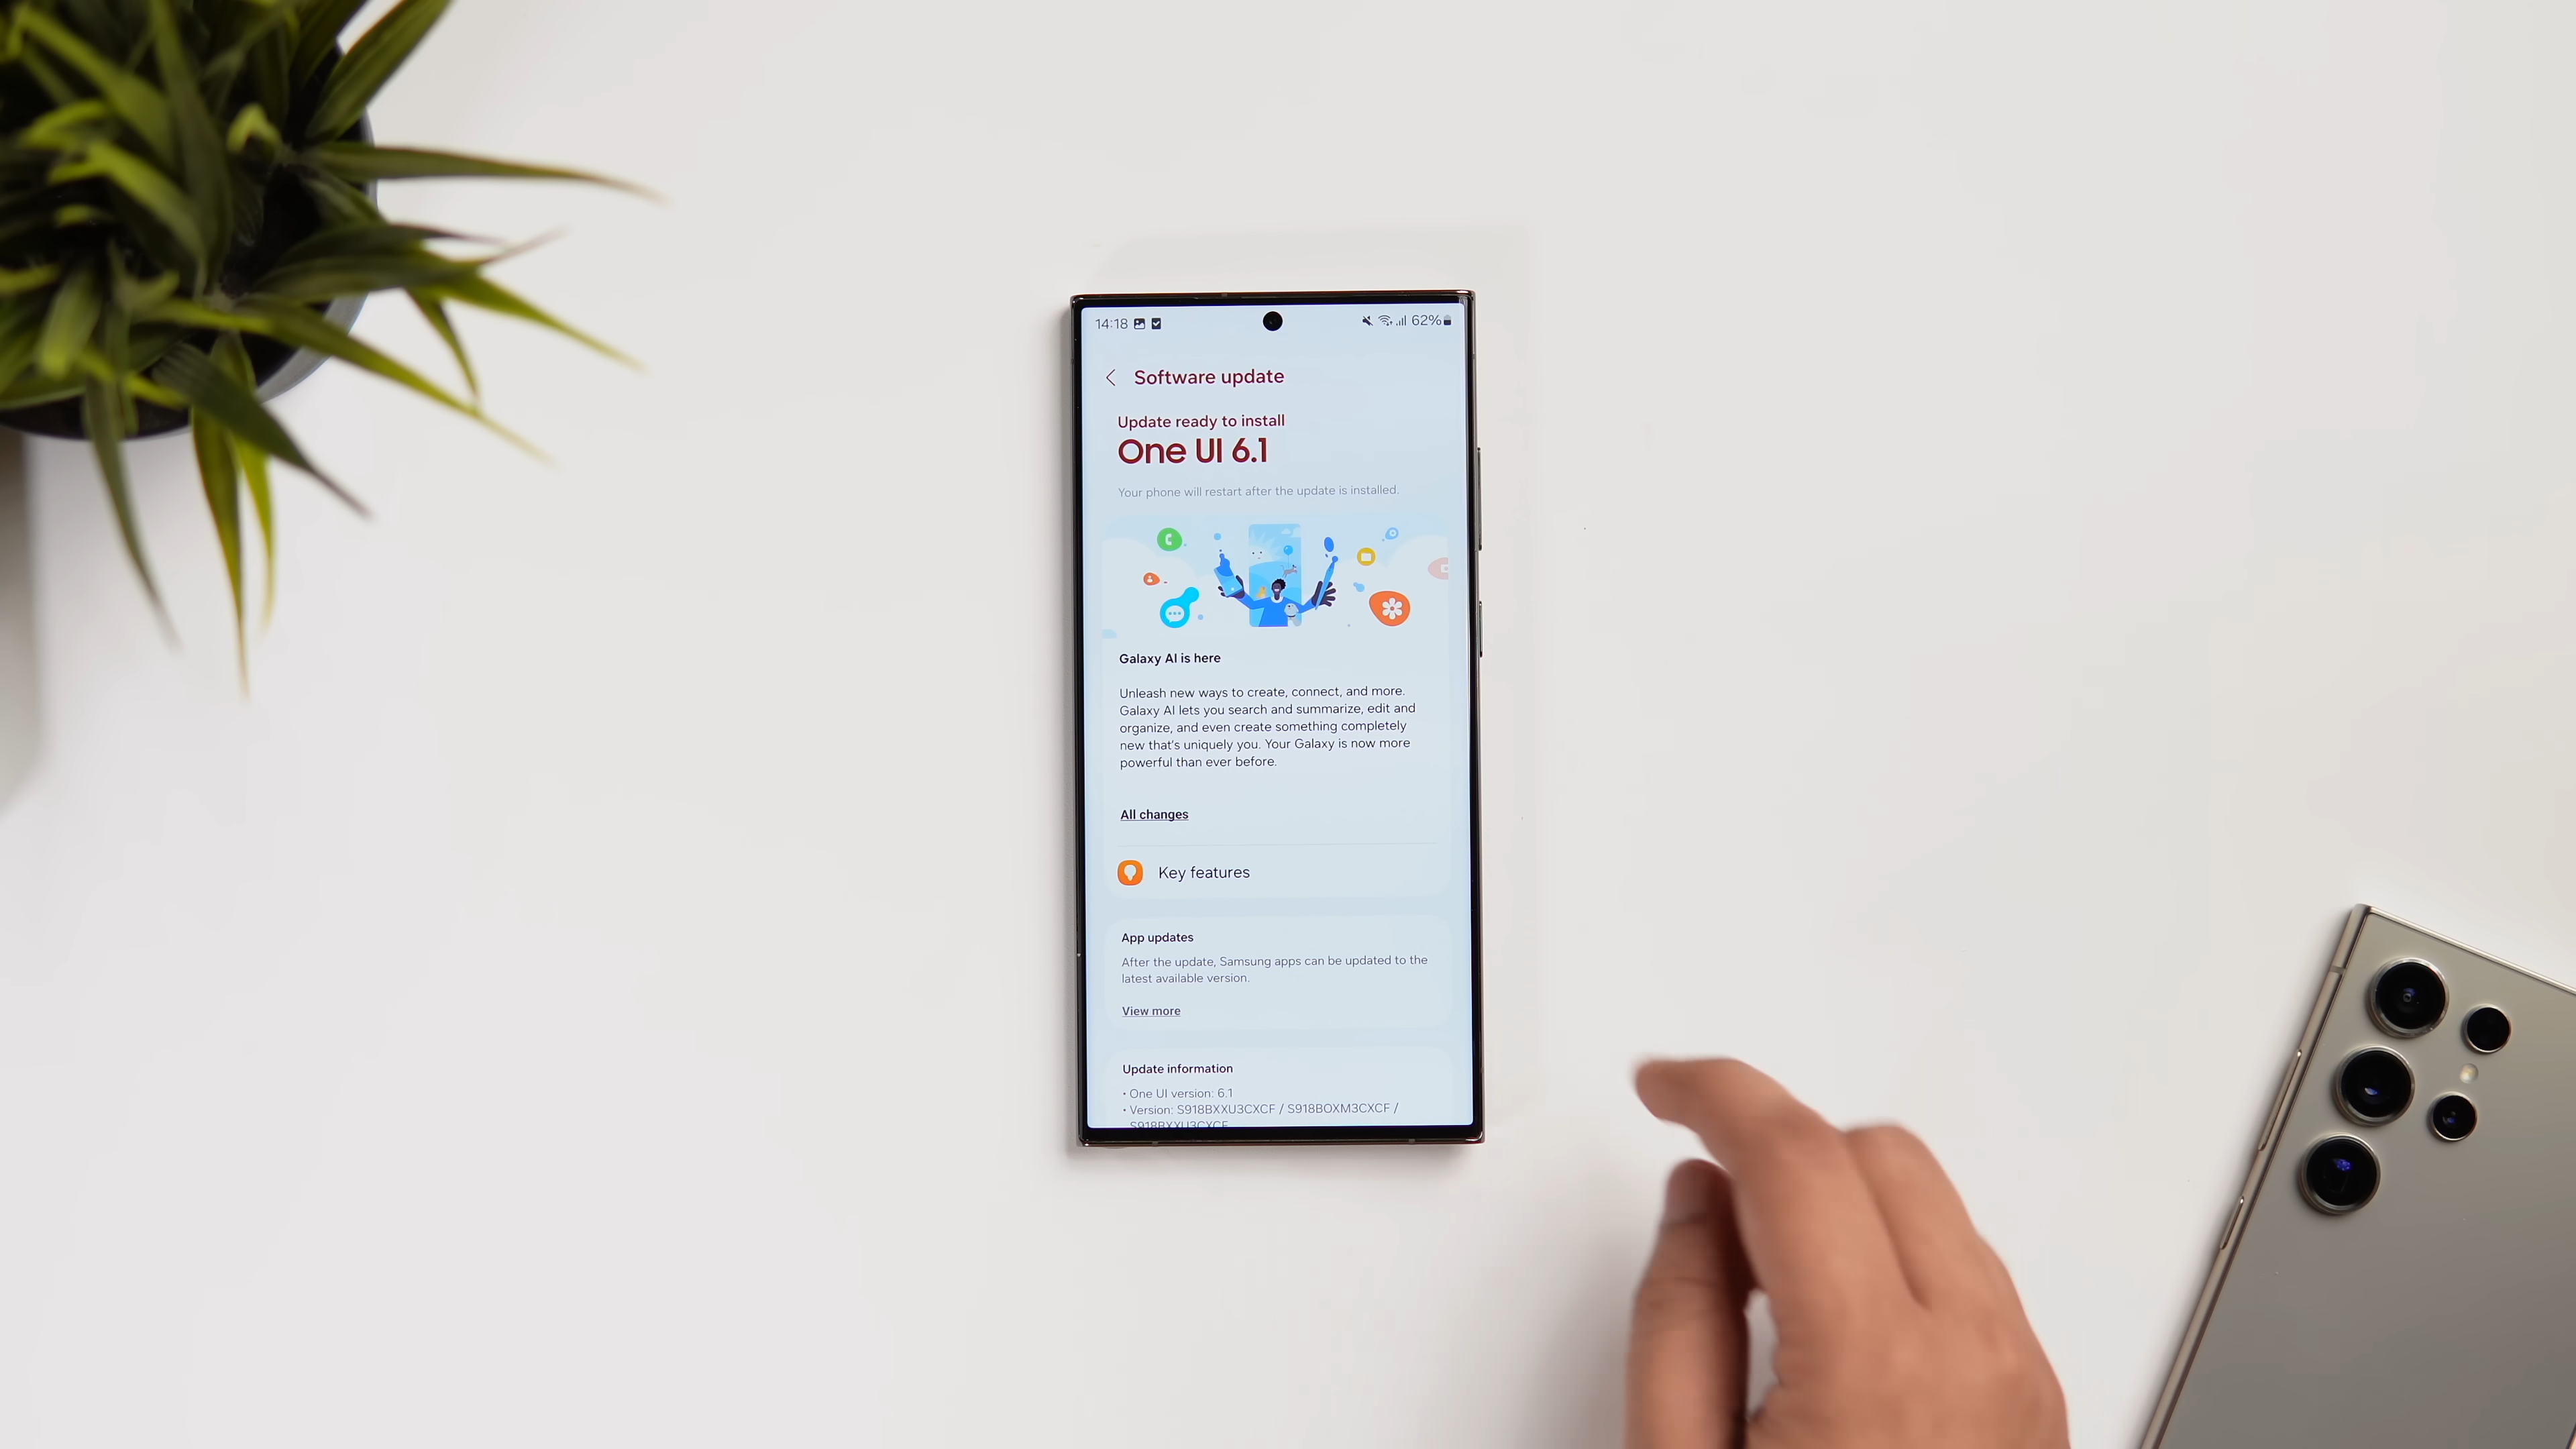 14:18
62%
Software update
Update ready to install
One UI 6.1
Your phone will restart after the update is installed.
Galaxy AI is here
Unleash new ways to create, connect, and more.
Galaxy AI lets you search and summarize, edit and
organize, and even create something completely
new that's uniquely you. Your Galaxy is now more
powerful than ever before.
All changes
Key features
App updates
After the update, Samsung apps can be updated to the
latest available version.
View more
Update information
• One UI version: 6.1
• Version: S918BXXU3CXCF / S918BOXM3CXCF /
S918BXXU3CXCF